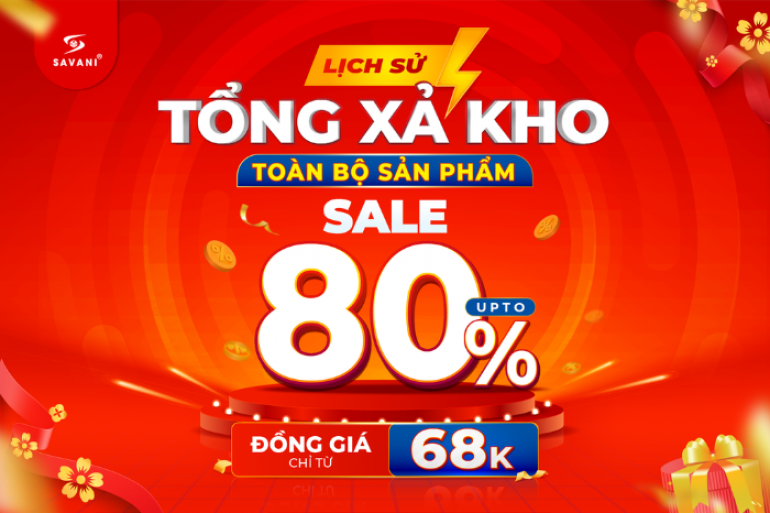 SAVANI®
LỊCH SỬ
TỔNG XẢ KHO
TOÀN BỘ SẢN PHẨM
SALE
UPTO
80%
ĐỒNG GIÁ
CHỈ TỪ
68K